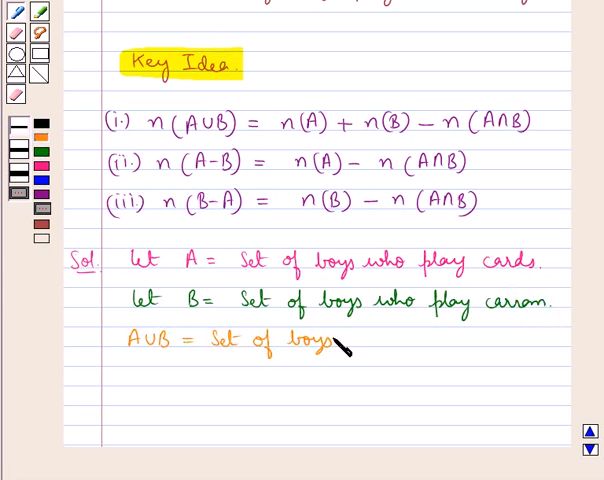 Key Idea.
(i.) n(A∪B) = n(A) + n(B) - n(A∩B)
(ii.) n(A-B) = n(A) - n(A∩B)
(iii.) n(B-A) = n(B) - n(A∩B)
Sol. Let A = Set of boys who play cards.
Let B = Set of boys who play carrom.
A∪B = Set of boys